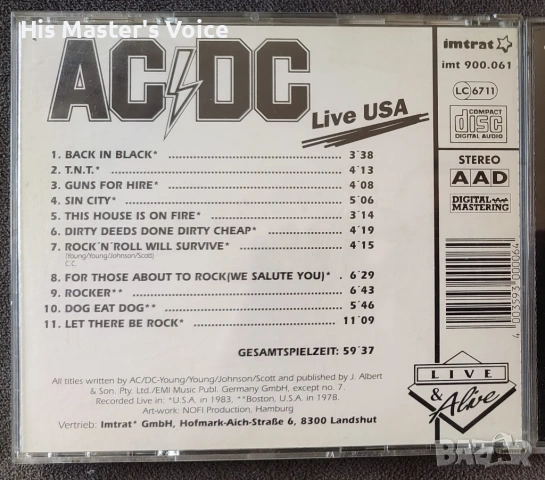 His Master's Voice
AC/DC
Live USA
imtrat
imt 900.061
LC 6711
COMPACT
disc
DIGITAL AUDIO
STEREO
AAD
DIGITAL
MASTERING
1. BACK IN BLACK* 3´38
2. T.N.T.* 4´13
3. GUNS FOR HIRE* 4´08
4. SIN CITY* 5´06
5. THIS HOUSE IS ON FIRE* 3´14
6. DIRTY DEEDS DONE DIRTY CHEAP* 4´19
7. ROCK´N´ROLL WILL SURVIVE* 4´15
(Young/Young/Johnson/Scott)
C.C.
8. FOR THOSE ABOUT TO ROCK(WE SALUTE YOU)* . 6´29
9. ROCKER** 6´43
10. DOG EAT DOG** 5´46
11. LET THERE BE ROCK* 11´09
GESAMTSPIELZEIT: 59´37
All titles written by AC/DC-Young/Young/Johnson/Scott and published by J. Albert
& Son. Pty. Ltd./EMI Music Publ. Germany GmbH, except no. 7.
Recorded Live in: *U.S.A. in 1983, **Boston, U.S.A. in 1978.
Art-work: NOFI Production, Hamburg
Vertrieb: Imtrat* GmbH, Hofmark-Aich-Straße 6, 8300 Landshut
4 003593 000064
LIVE
& Alive
BAZAR